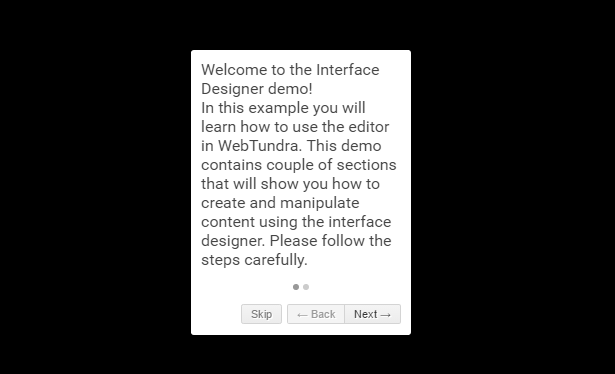 Welcome to the Interface
Designer demo!
In this example you will
learn how to use the editor
in WebTundra. This demo
contains couple of sections
that will show you how to
create and manipulate
content using the interface
designer. Please follow the
steps carefully.
Skip ← Back Next →